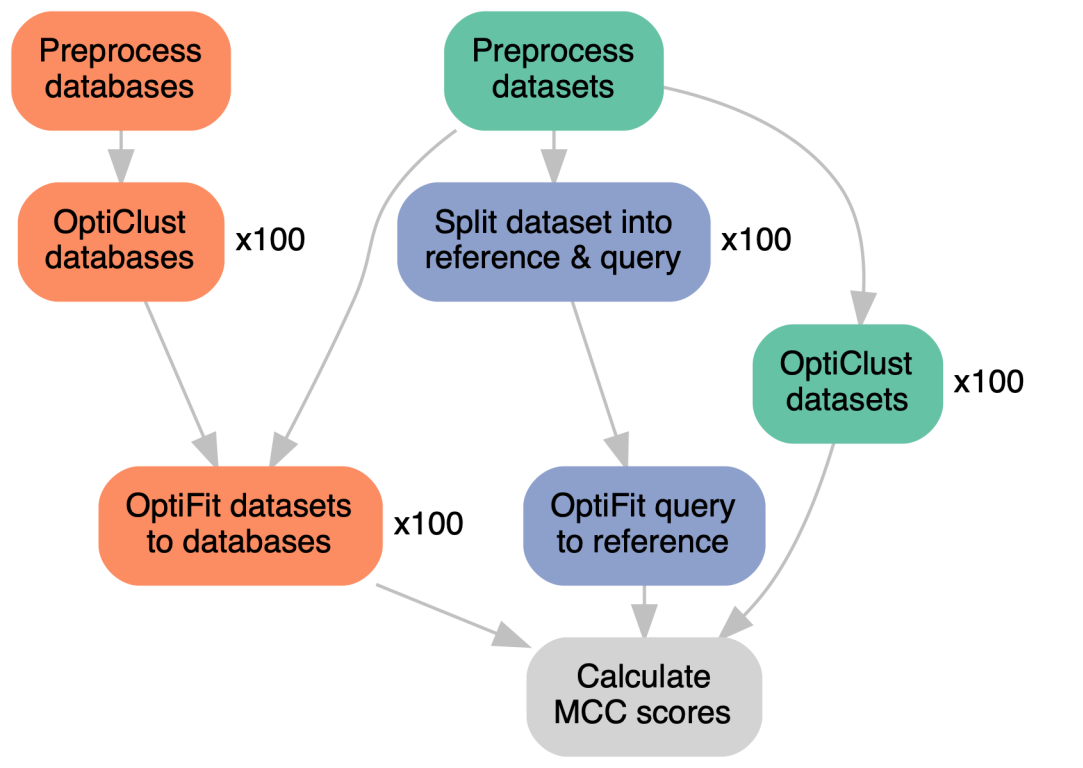 Preprocess
databases
Preprocess
datasets
OptiClust
databases
x100
Split dataset into
reference & query
x100
OptiClust
datasets
x100
OptiFit datasets
to databases
x100
OptiFit query
to reference
Calculate
MCC scores